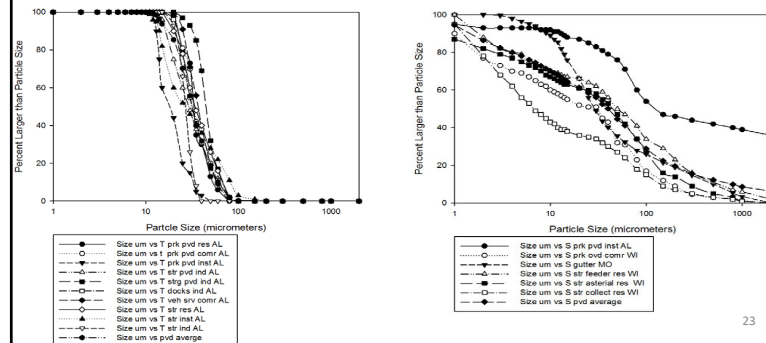 100
80
60
40
20
0
Percent Larger than Particle Size
1 10 100 1000
Partcle Size (micrometers)
Size um vs T prk pvd res AL
Size um vs t prk pvd comr AL
Size um vs T prk pvd inst AL
Size um vs T str pvd ind AL
Size um vs T strg pvd ind AL
Size um vs T docks ind AL
Size um vs T veh srv comr AL
Size um vs T str res AL
Size um vs T str inst AL
Size um vs T str ind AL
Size um vs pvd averge
100
80
60
40
20
0
Percent Larger than Particle Size
1 10 100 1000
Particle Size (micrometers)
Size um vs S prk pvd inst AL
Size um vs S prk ovd comr WI
Size um vs S gutter MO
Size um vs S str feeder res WI
Size um vs S str asterial res WI
Size um vs S str collect res WI
Size um vs S pvd average
23